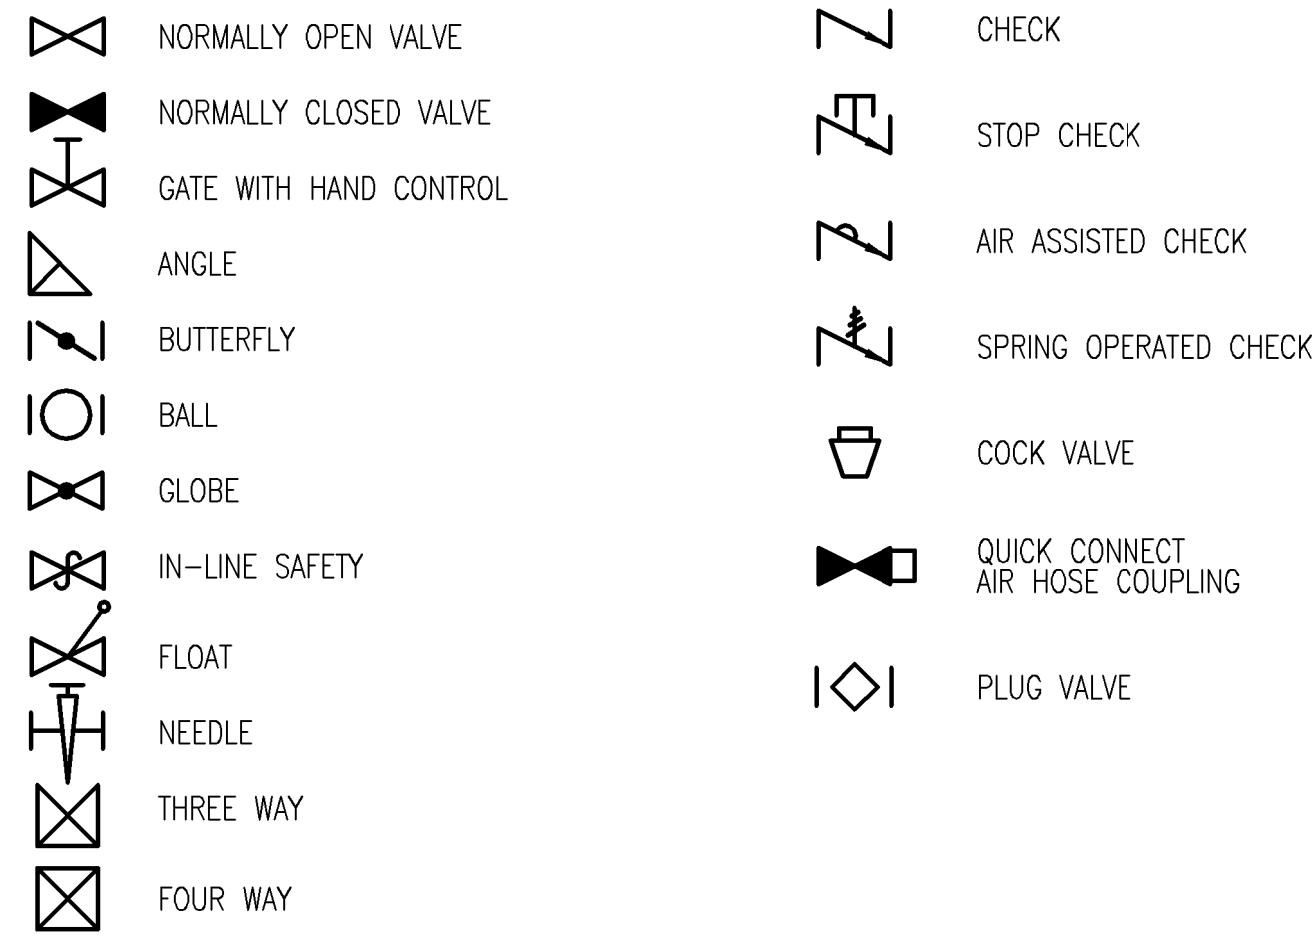 NORMALLY OPEN VALVE
NORMALLY CLOSED VALVE
GATE WITH HAND CONTROL
ANGLE
BUTTERFLY
BALL
GLOBE
IN-LINE SAFETY
FLOAT
NEEDLE
THREE WAY
FOUR WAY
CHECK
STOP CHECK
AIR ASSISTED CHECK
SPRING OPERATED CHECK
COCK VALVE
QUICK CONNECT
AIR HOSE COUPLING
PLUG VALVE